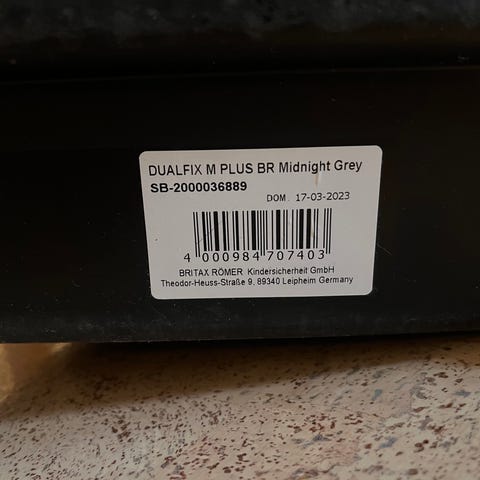 DUALFIX M PLUS BR Midnight Grey
SB-2000036889
DOM. 17-03-2023
4 000984 707403
BRITAX RÖMER Kindersicherheit GmbH
Theodor-Heuss-Straße 9, 89340 Leipheim Germany